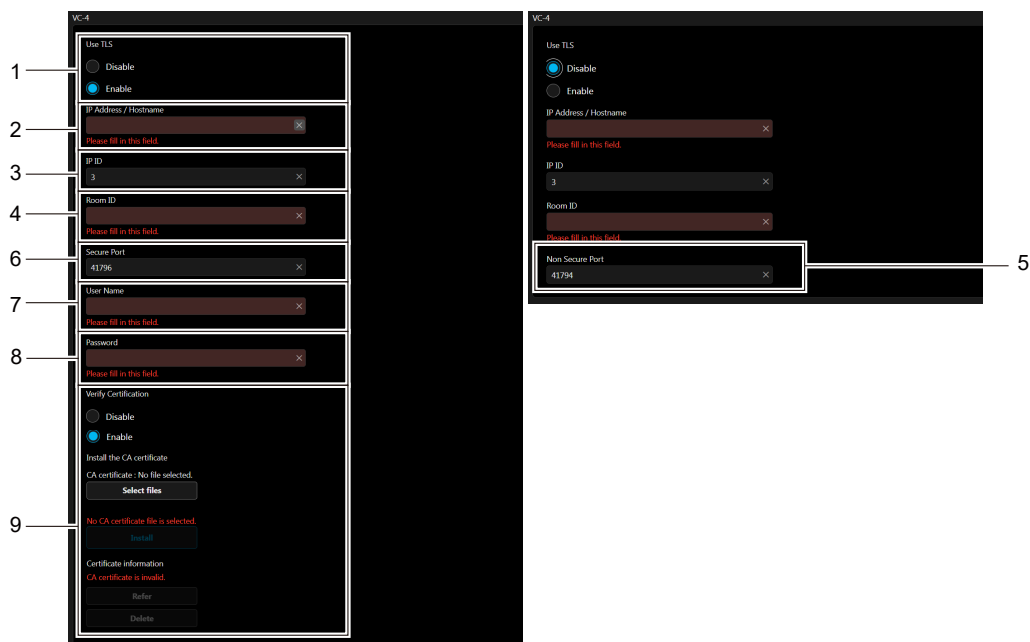 VC-4
Use TLS
1
Disable
Enable
2
IP Address / Hostname
×
Please fill in this field.
3
IP ID
3 ×
4
Room ID
×
Please fill in this field.
6
Secure Port
41796 ×
7
User Name
×
Please fill in this field.
8
Password
×
Please fill in this field.
9
Verify Certification
Disable
Enable
Install the CA certificate
CA certificate : No file selected.
Select files
No CA certificate file is selected.
Install
Certificate information
CA certificate is invalid.
Refer
Delete
VC-4
Use TLS
Disable
Enable
IP Address / Hostname
×
Please fill in this field.
IP ID
3 ×
Room ID
×
Please fill in this field.
Non Secure Port
41794 ×
5